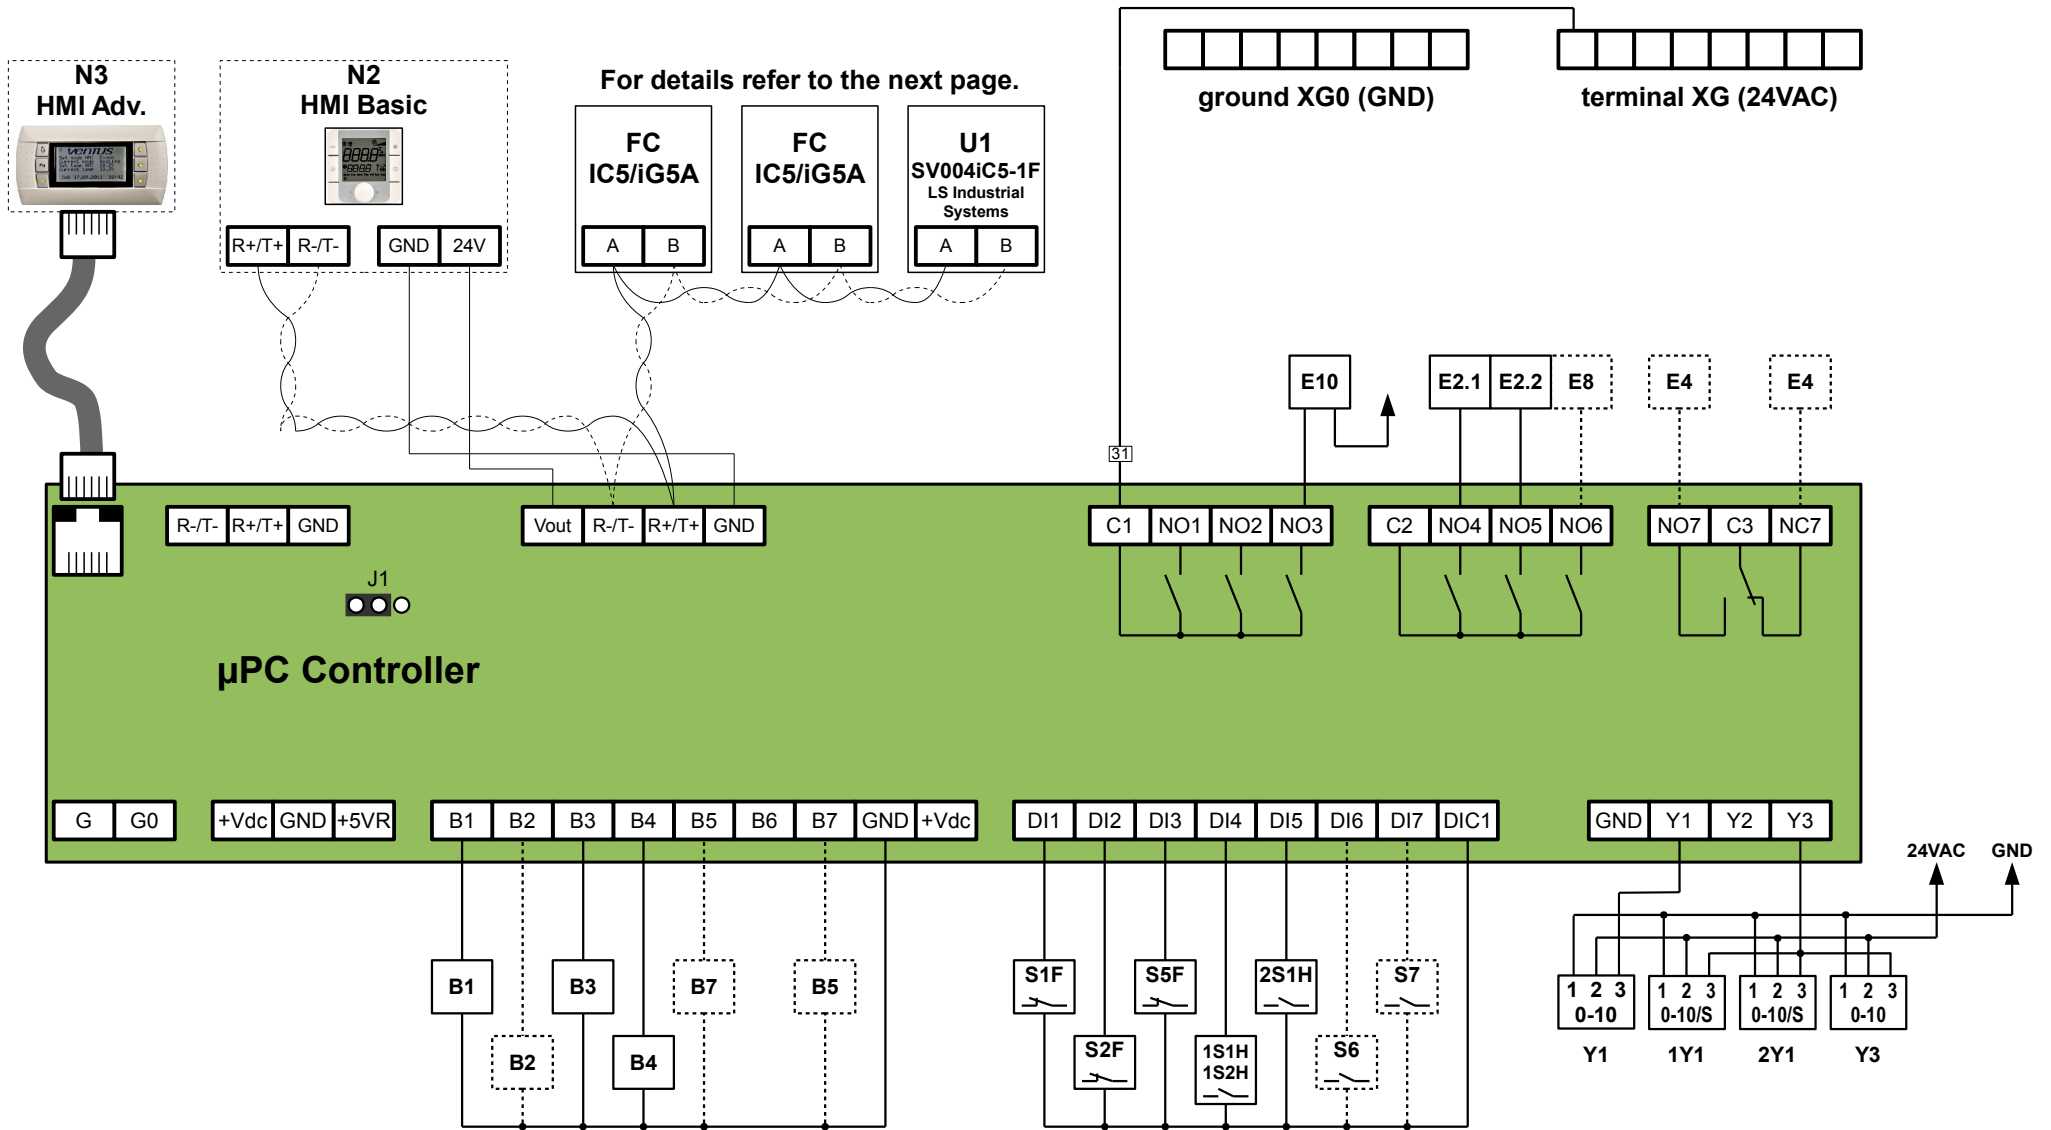 ground XG0 (GND)
terminal XG (24VAC)
N3
HMI Adv.
VENTUS
N2
HMI Basic
R+/T+ R-/T- GND 24V
For details refer to the next page.
FC
IC5/iG5A
A B
FC
IC5/iG5A
A B
U1
SV004iC5-1F
LS Industrial
Systems
A B
E10
E2.1 E2.2 E8
E4
E4
31
R-/T- R+/T+ GND
Vout R-/T- R+/T+ GND
C1 NO1 NO2 NO3
C2 NO4 NO5 NO6
NO7 C3 NC7
J1
µPC Controller
G G0
+Vdc GND +5VR
B1 B2 B3 B4 B5 B6 B7 GND +Vdc
DI1 DI2 DI3 DI4 DI5 DI6 DI7 DIC1
GND Y1 Y2 Y3
24VAC GND
B1 B3 B7 B5
B2 B4
S1F S5F 2S1H S7
S2F
1S1H
1S2H
S6
1 2 3
0-10
Y1
1 2 3
0-10/S
1Y1
1 2 3
0-10/S
2Y1
1 2 3
0-10
Y3